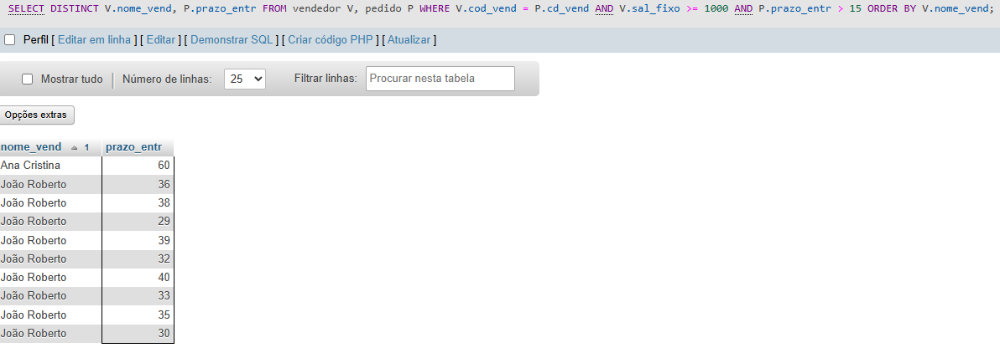 SELECT DISTINCT V.nome_vend, P.prazo_entr FROM vendedor V, pedido P WHERE V.cod_vend = P.cd_vend AND V.sal_fixo >= 1000 AND P.prazo_entr > 15 ORDER BY V.nome_vend;
Perfil [ Editar em linha ] [ Editar ] [ Demonstrar SQL ] [ Criar código PHP ] [ Atualizar ]
Mostrar tudo Número de linhas: 25 Filtrar linhas: Procurar nesta tabela
Opções extras
nome_vend 1 prazo_entr
Ana Cristina 60
João Roberto 36
João Roberto 38
João Roberto 29
João Roberto 39
João Roberto 32
João Roberto 40
João Roberto 33
João Roberto 35
João Roberto 30